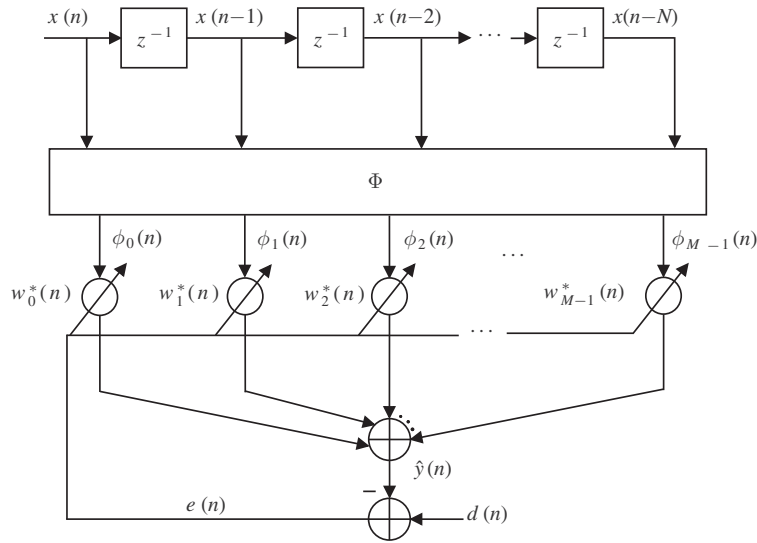 x (n) x (n−1) x (n−2) ··· x(n−N)
z⁻¹ z⁻¹ z⁻¹
Φ
ϕ₀(n) ϕ₁(n) ϕ₂(n) ··· ϕ_{M −1}(n)
w₀*(n) w₁*(n) w₂*(n) w*_{M−1}(n)
···
ŷ(n)
−
e (n) d (n)